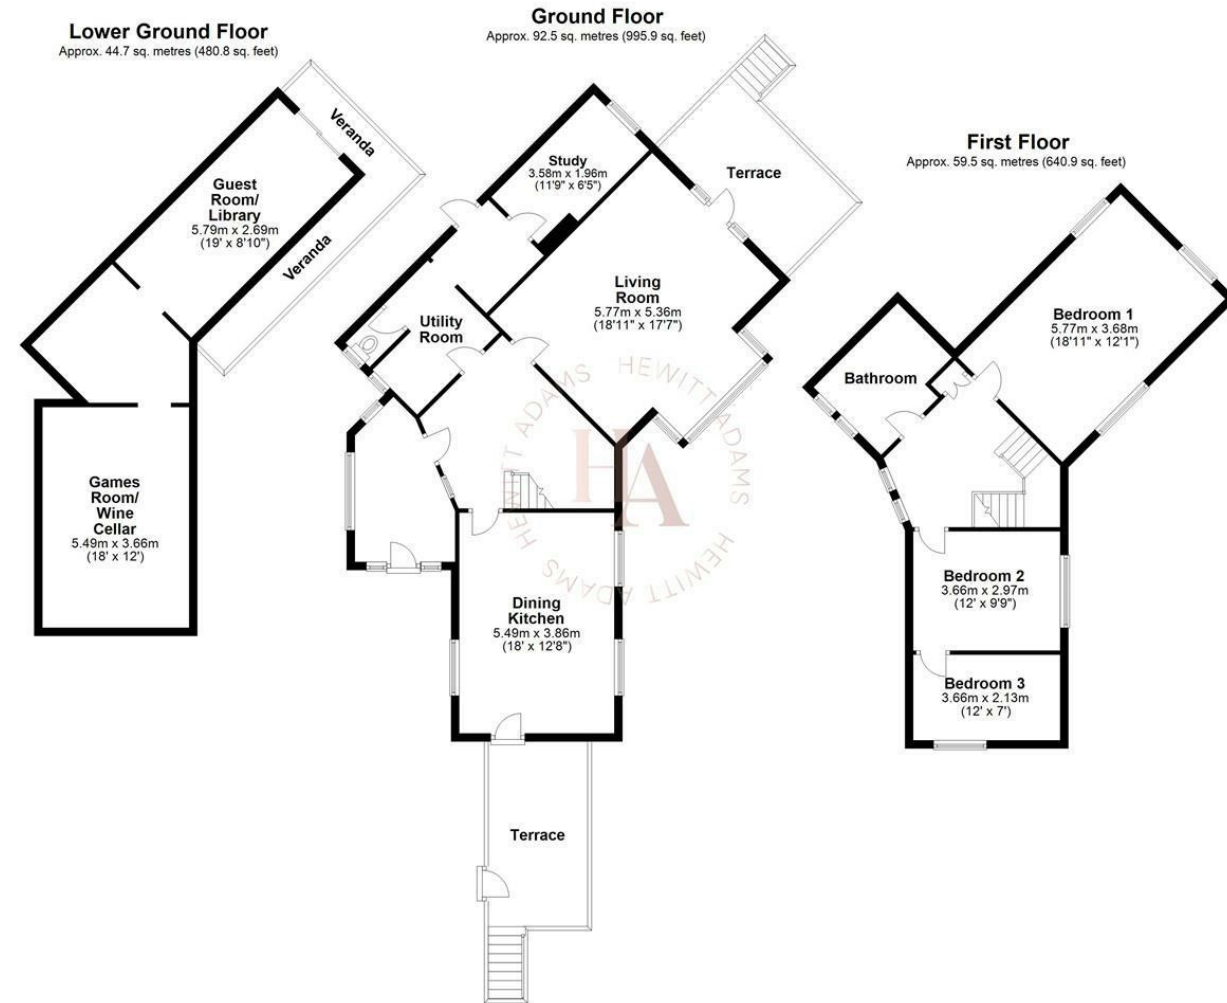 Lower Ground Floor
Approx. 44.7 sq. metres (480.8 sq. feet)
Veranda
Guest
Room/
Library
5.79m x 2.69m
(19' x 8'10")
Veranda
Games
Room/
Wine
Cellar
5.49m x 3.66m
(18' x 12')
Ground Floor
Approx. 92.5 sq. metres (995.9 sq. feet)
Study
3.58m x 1.96m
(11'9" x 6'5")
Terrace
Living
Room
5.77m x 5.36m
(18'11" x 17'7")
Utility
Room
Dining
Kitchen
5.49m x 3.86m
(18' x 12'8")
Terrace
First Floor
Approx. 59.5 sq. metres (640.9 sq. feet)
Bedroom 1
5.77m x 3.68m
(18'11" x 12'1")
Bathroom
Bedroom 2
3.66m x 2.97m
(12' x 9'9")
Bedroom 3
3.66m x 2.13m
(12' x 7')
HEWITT ADAMS HEWITT ADAMS HEWITT ADAMS
HA